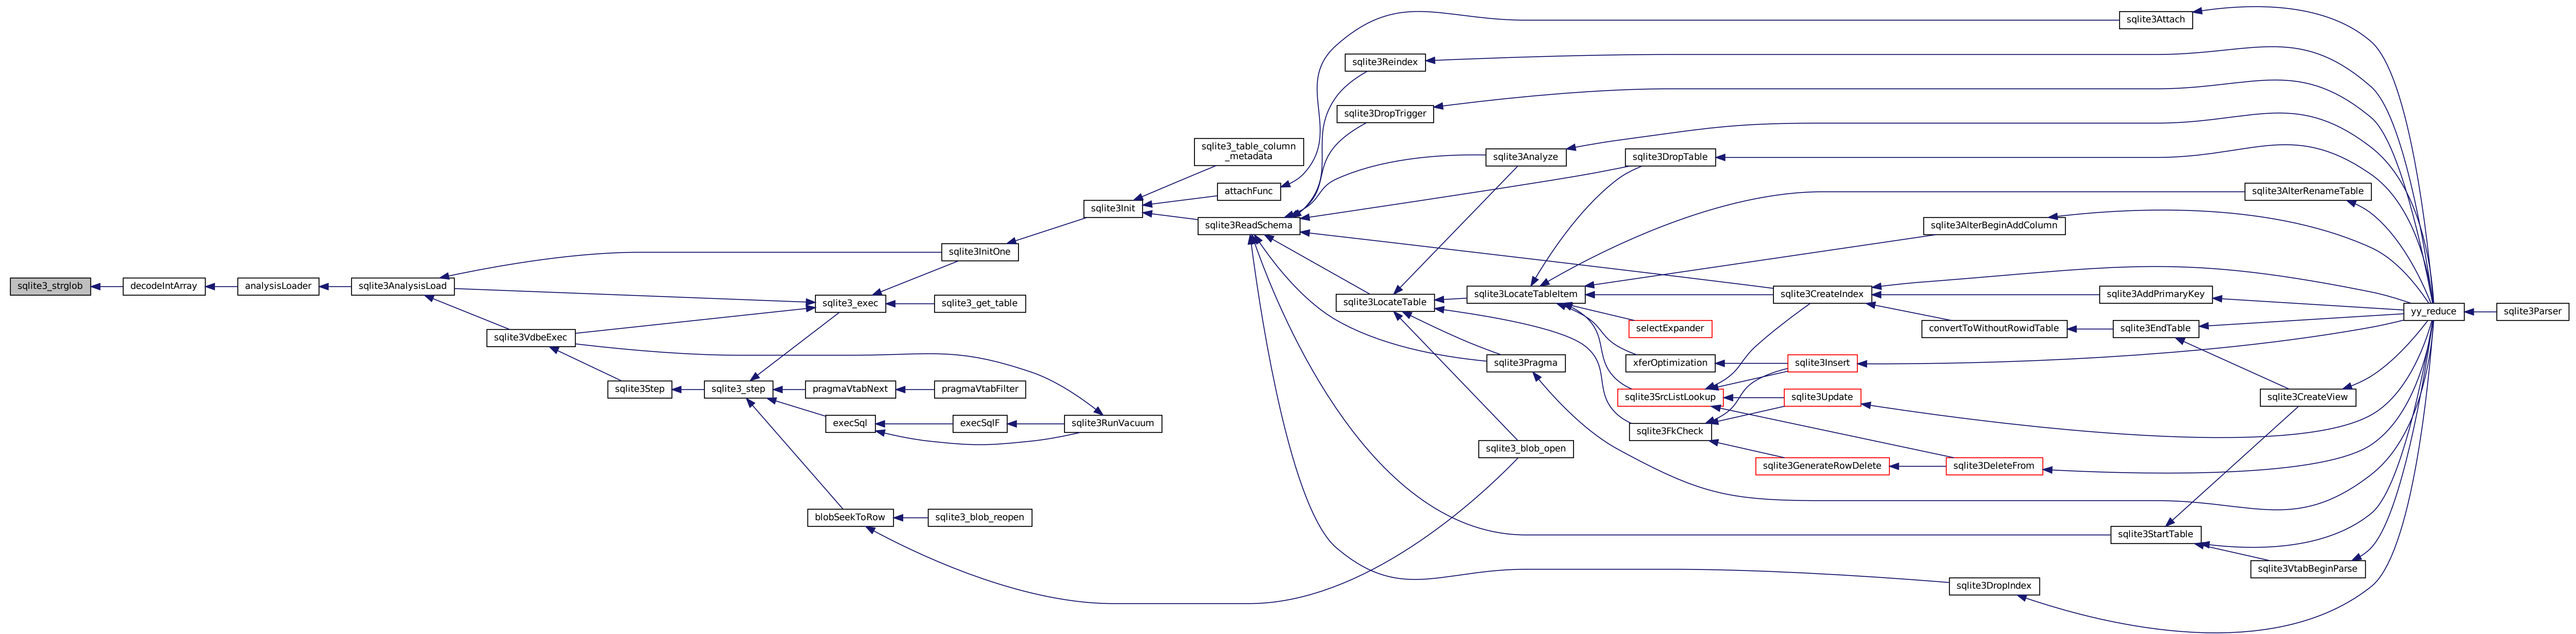 sqlite3_strglob
decodeIntArray
analysisLoader
sqlite3AnalysisLoad
sqlite3InitOne
sqlite3Init
sqlite3_table_column
_metadata
attachFunc
sqlite3Attach
yy_reduce
sqlite3Parser
sqlite3ReadSchema
sqlite3Reindex
sqlite3DropTrigger
sqlite3Analyze
sqlite3DropTable
sqlite3CreateIndex
sqlite3AddPrimaryKey
convertToWithoutRowidTable
sqlite3EndTable
sqlite3CreateView
sqlite3LocateTable
sqlite3LocateTableItem
sqlite3AlterRenameTable
sqlite3AlterBeginAddColumn
selectExpander
xferOptimization
sqlite3Insert
sqlite3SrcListLookup
sqlite3Update
sqlite3DeleteFrom
sqlite3FkCheck
sqlite3GenerateRowDelete
sqlite3Pragma
sqlite3_blob_open
sqlite3StartTable
sqlite3VtabBeginParse
sqlite3DropIndex
sqlite3VdbeExec
sqlite3Step
sqlite3_step
sqlite3_exec
sqlite3_get_table
pragmaVtabNext
pragmaVtabFilter
execSql
execSqlF
sqlite3RunVacuum
blobSeekToRow
sqlite3_blob_reopen